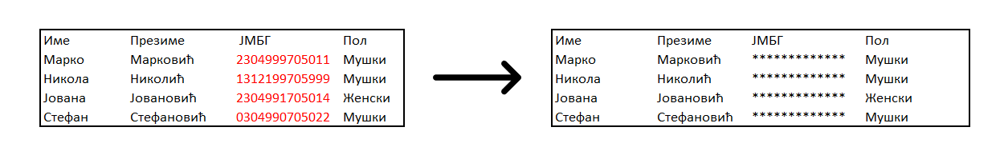 Име Презиме ЈМБГ Пол
Марко Марковић 2304999705011 Мушки
Никола Николић 1312199705999 Мушки
Јована Јовановић 2304991705014 Женски
Стефан Стефановић 0304990705022 Мушки
Име Презиме ЈМБГ Пол
Марко Марковић ************* Мушки
Никола Николић ************* Мушки
Јована Јовановић ************* Женски
Стефан Стефановић ************* Мушки